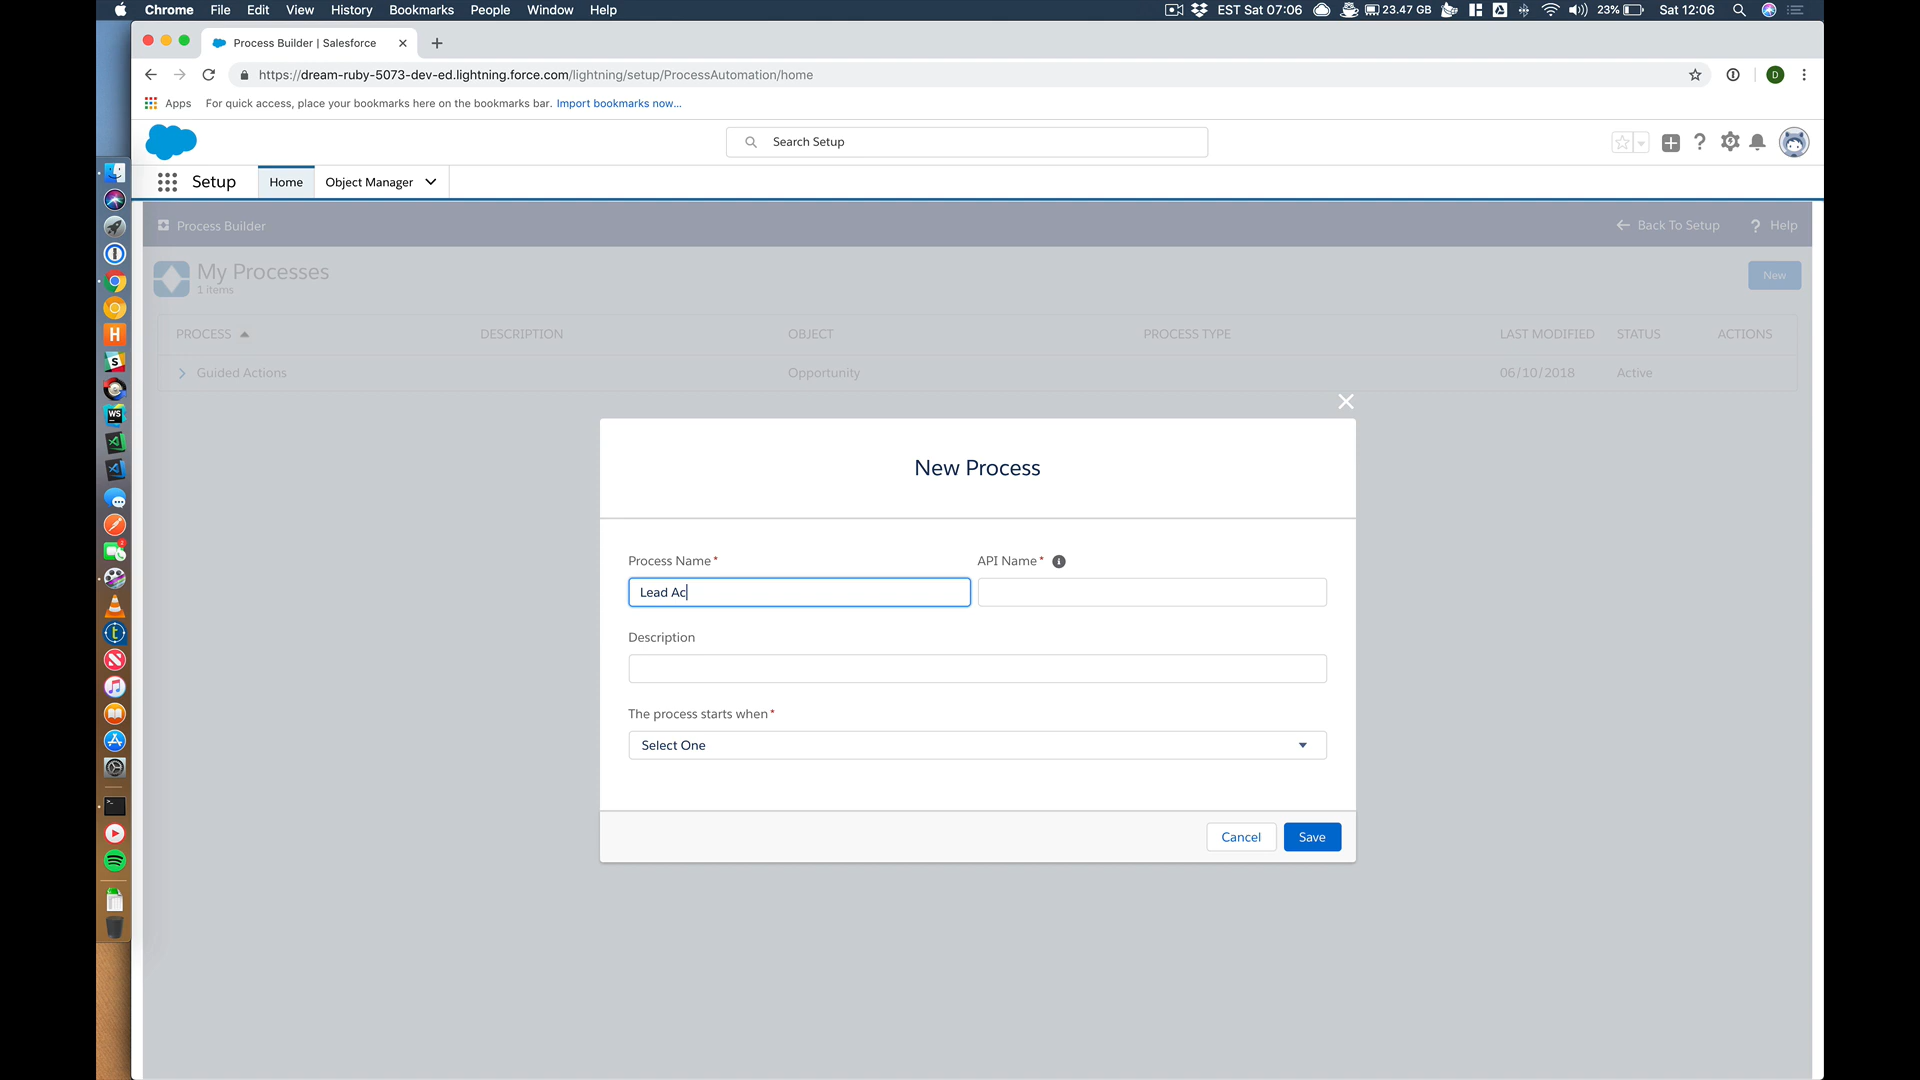 Chrome File Edit View History Bookmarks People Window Help EST Sat 07:06 23.47 GB 23% Sat 12:06
Process Builder | Salesforce
https://dream-ruby-5073-dev-ed.lightning.force.com/lightning/setup/ProcessAutomation/home
D
Apps For quick access, place your bookmarks here on the bookmarks bar. Import bookmarks now...
Search Setup
Setup Home Object Manager
Process Builder Back To Setup ? Help
My Processes
1 items
New
PROCESS DESCRIPTION OBJECT PROCESS TYPE LAST MODIFIED STATUS ACTIONS
Guided Actions Opportunity 06/10/2018 Active
New Process
Process Name* API Name*
Lead Ac
Description
The process starts when*
Select One
Cancel Save
H
S
WS
t